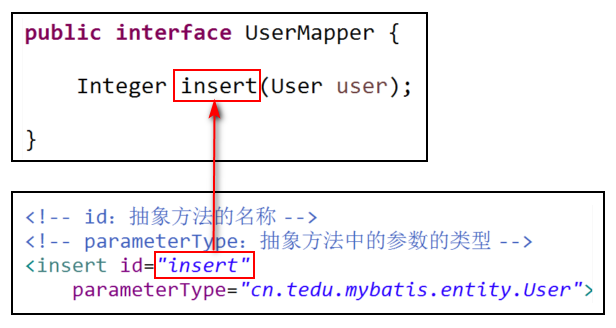 public interface UserMapper {
Integer insert(User user);
}
<!-- id：抽象方法的名称 -->
<!-- parameterType：抽象方法中的参数的类型 -->
<insert id="insert"
parameterType="cn.tedu.mybatis.entity.User">